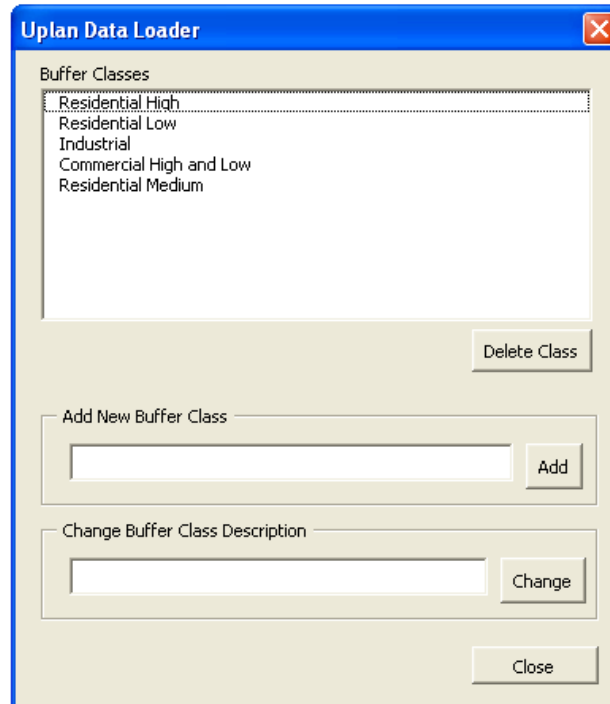 Uplan Data Loader
Buffer Classes
Residential High
Residential Low
Industrial
Commercial High and Low
Residential Medium
Delete Class
Add New Buffer Class
Add
Change Buffer Class Description
Change
Close